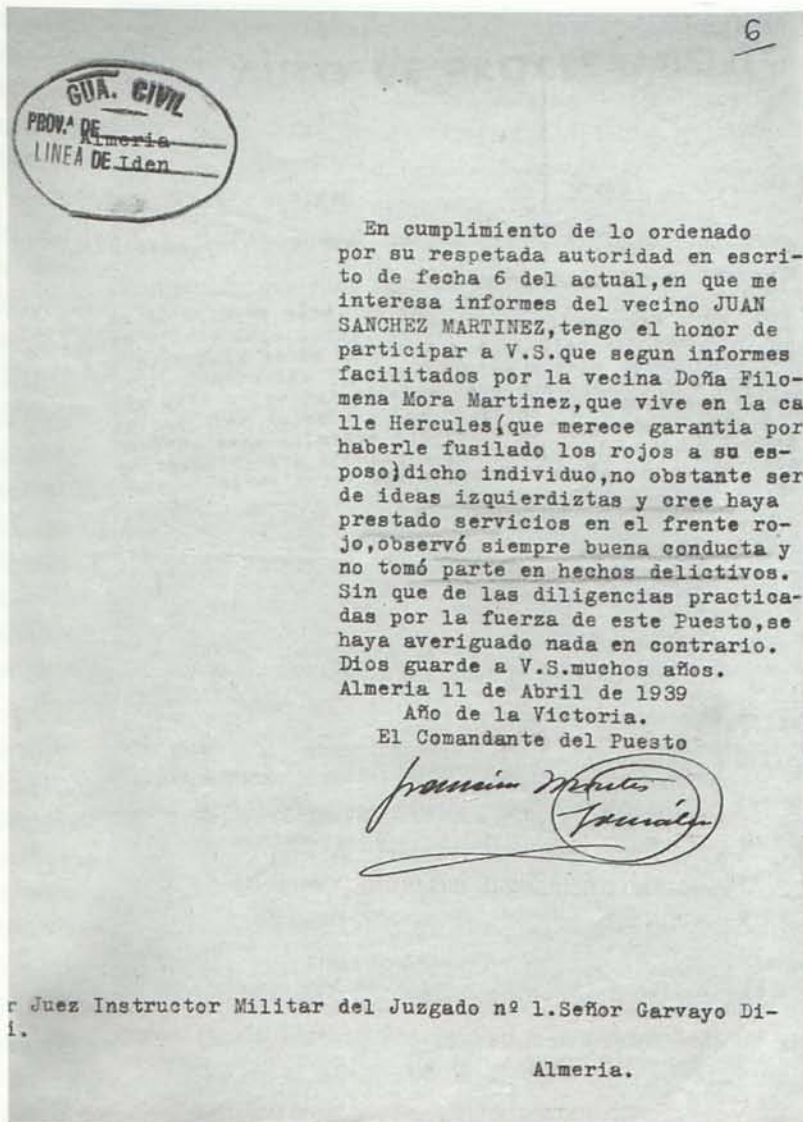 6
GUA. CIVIL
PROV.ª DE Almeria
LINEA DE Iden
En cumplimiento de lo ordenado
por su respetada autoridad en escri-
to de fecha 6 del actual,en que me
interesa informes del vecino JUAN
SANCHEZ MARTINEZ,tengo el honor de
participar a V.S.que segun informes
facilitados por la vecina Doña Filo-
mena Mora Martinez,que vive en la ca
lle Hercules(que merece garantia por
haberle fusilado los rojos a su es-
poso)dicho individuo,no obstante ser
de ideas izquierdiztas y cree haya
prestado servicios en el frente ro-
jo,observó siempre buena conducta y
no tomó parte en hechos delictivos.
Sin que de las diligencias practica-
das por la fuerza de este Puesto,se
haya averiguado nada en contrario.
Dios guarde a V.S.muchos años.
Almeria 11 de Abril de 1939
Año de la Victoria.
El Comandante del Puesto
Montes
González
r Juez Instructor Militar del Juzgado nº 1.Señor Garvayo Di-
i.
Almeria.